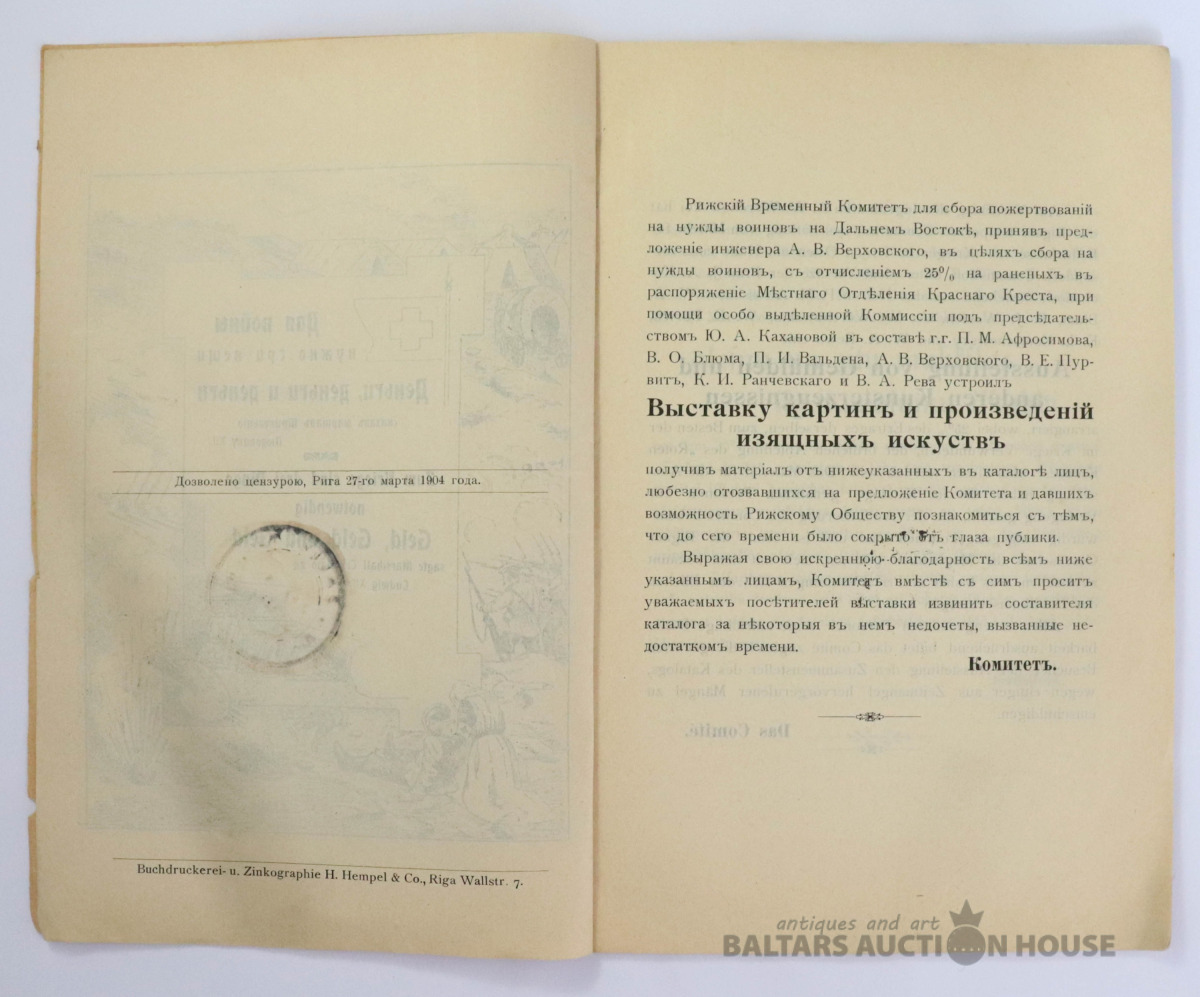 Дозволено цензурою, Рига 27-го марта 1904 года.
Buchdruckerei- u. Zinkographie H. Hempel & Co., Riga Wallstr. 7.
Рижскій Временный Комитетъ для сбора пожертвованій
на нужды воиновъ на Дальнемъ Востокѣ, принявъ пред-
ложеніе инженера А. В. Верховского, въ цѣляхъ сбора на
нужды воиновъ, съ отчисленіемъ 25% на раненыхъ въ
распоряженіе Мѣстнаго Отдѣленія Краснаго Креста, при
помощи особо выдѣленной Коммиссіи подъ предсѣдатель-
ствомъ Ю. А. Кахановой въ составѣ г.г. П. М. Афросимова,
В. О. Блюма, П. И. Вальдена, А. В. Верховского, В. Е. Пур-
витъ, К. И. Ранчевскаго и В. А. Рева устроилъ
Выставку картинъ и произведеній
изящныхъ искуствъ
получивъ матеріалъ отъ нижеуказанныхъ въ каталогѣ лицъ,
любезно отозвавшихся на предложеніе Комитета и давшихъ
возможность Рижскому Обществу познакомиться съ тѣмъ,
что до сего времени было сокрыто отъ глаза публики.
Выражая свою искреннюю благодарность всѣмъ ниже
указаннымъ лицамъ, Комитетъ вмѣстѣ съ симъ проситъ
уважаемыхъ посѣтителей выставки извинить составителя
каталога за нѣкоторыя въ немъ недочеты, вызванные не-
достаткомъ времени.
Комитетъ.
antiques and art
BALTARS AUCTION HOUSE